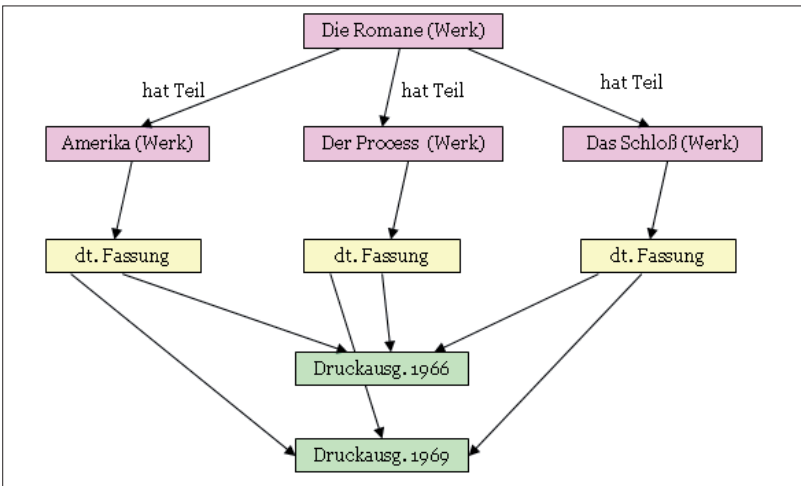 Die Romane (Werk)
hat Teil
hat Teil
hat Teil
Amerika (Werk)
Der Process (Werk)
Das Schloß (Werk)
dt. Fassung
dt. Fassung
dt. Fassung
Druckausg. 1966
Druckausg. 1969